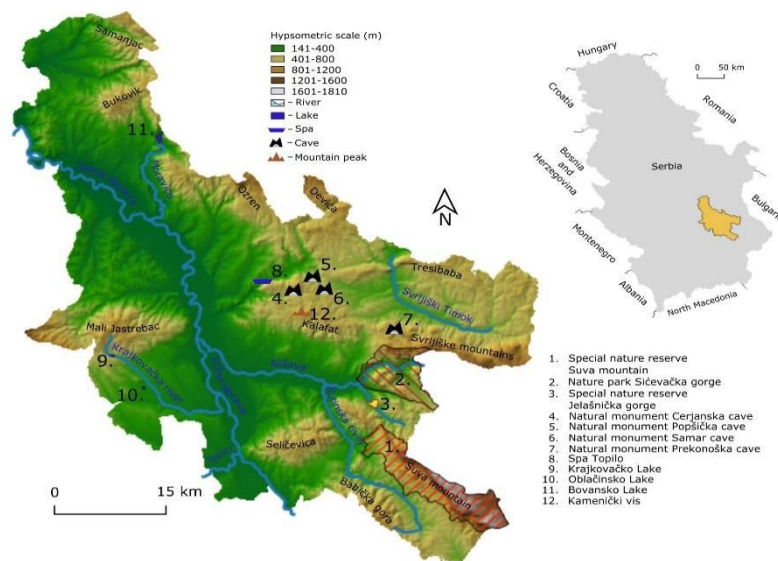 Hypsometric scale (m)
141-400
401-800
801-1200
1201-1600
1601-1810
– River
– Lake
– Spa
– Cave
– Mountain peak
Samanjac
Bukovik
11.
Moravica
Ozren
Devica
N
8.
5.
4.
6.
12.
Kalafat
Tresibaba
Svrljiški Timok
7.
Svrljiške mountains
Mali Jastrebac
9.
Krajkovačka river
10.
Nišava
2.
3.
1.
Suva mountain
Seličevica
Babička gora
0
15 km
Hungary
0 50 km
Croatia
Romania
Bosnia
and
Herzegovina
Serbia
Bulgaria
Montenegro
Albania
North Macedonia
1. Special nature reserve
Suva mountain
2. Nature park Sićevačka gorge
3. Special nature reserve
Jelašnička gorge
4. Natural monument Cerjanska cave
5. Natural monument Popšička cave
6. Natural monument Samar cave
7. Natural monument Prekonoška cave
8. Spa Topilo
9. Krajkovačko Lake
10. Oblačinsko Lake
11. Bovansko Lake
12. Kamenički vis